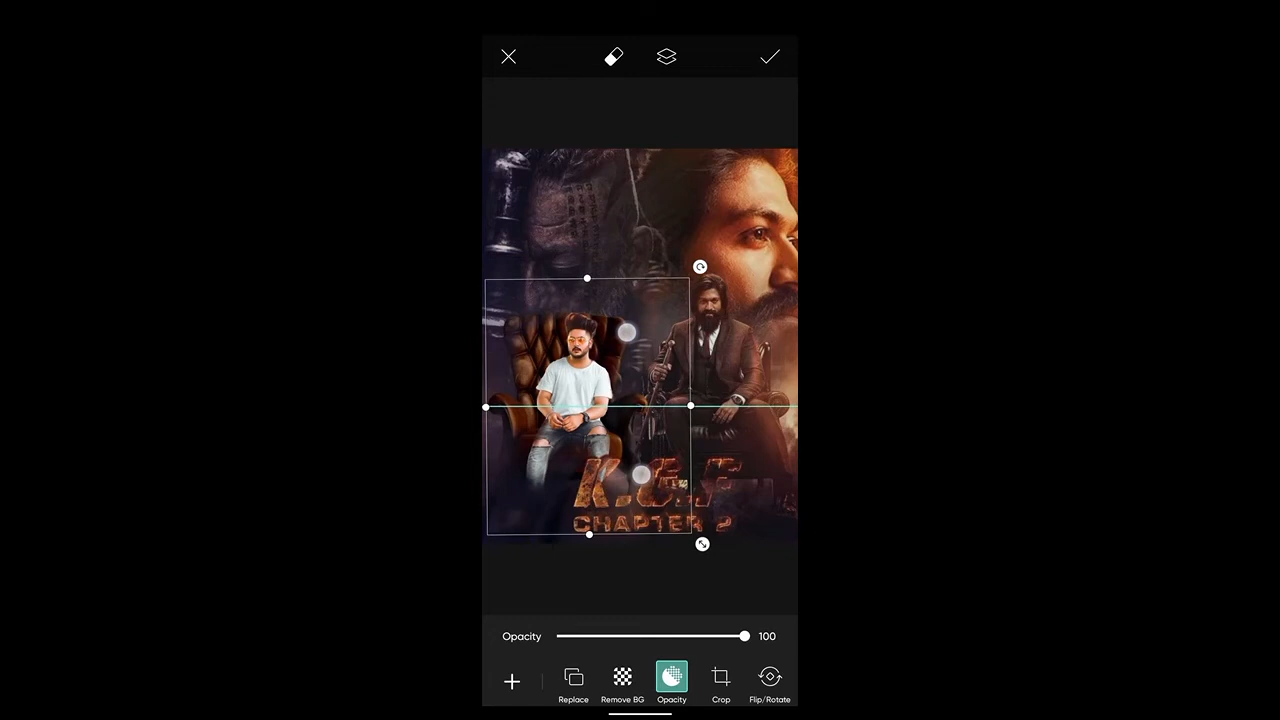 K.G.F
CHAPTER 2
Opacity
100
Replace
Remove BG
Opacity
Crop
Flip/Rotate